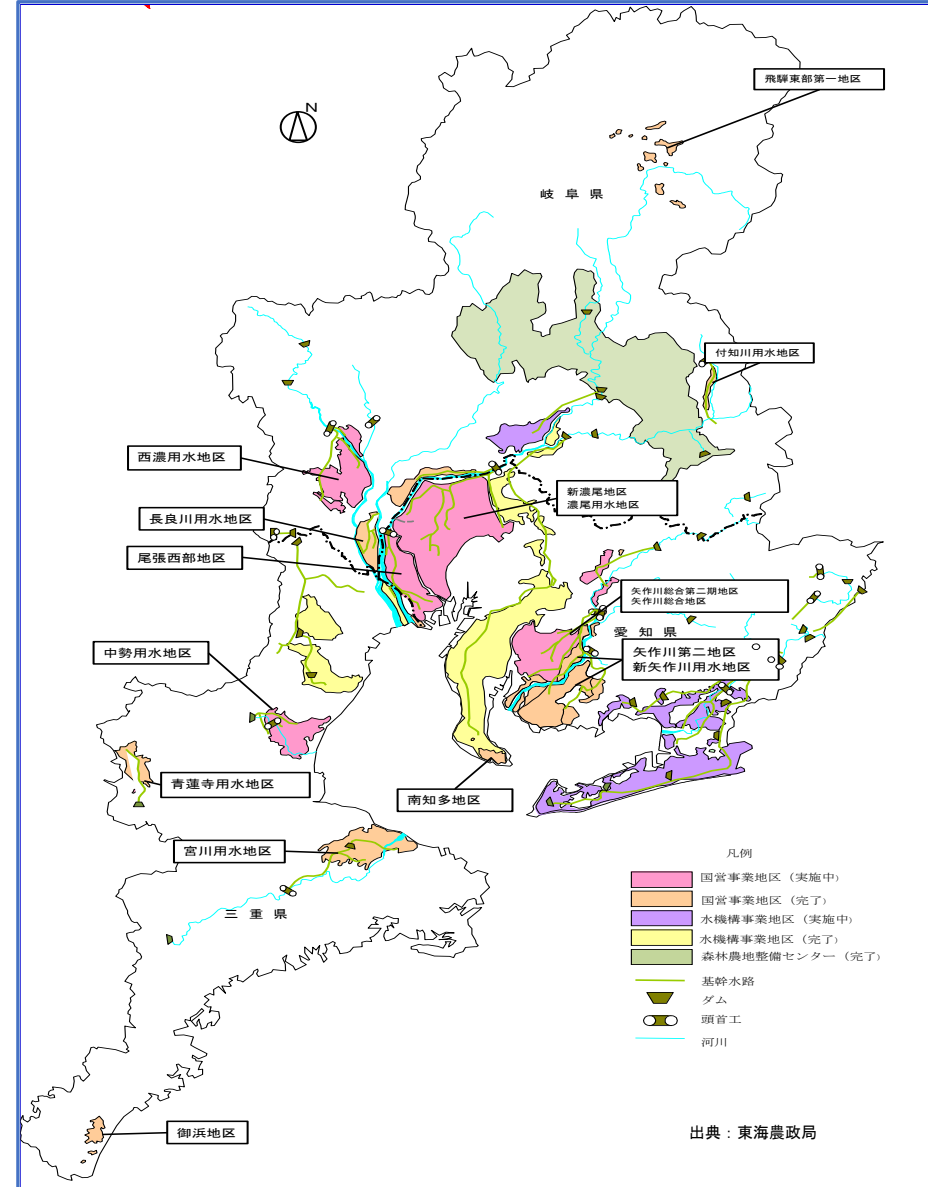 飛騨東部第一地区
N
岐阜県
付知川用水地区
西濃用水地区
新濃尾地区
濃尾用水地区
長良川用水地区
尾張西部地区
矢作川総合第二期地区
矢作川総合地区
愛知県
中勢用水地区
矢作川第二地区
新矢作川用水地区
青蓮寺用水地区
南知多地区
宮川用水地区
三重県
凡例
国営事業地区（実施中）
国営事業地区（完了）
水機構事業地区（実施中）
水機構事業地区（完了）
森林農地整備センター（完了）
基幹水路
ダム
頭首工
河川
御浜地区
出典：東海農政局